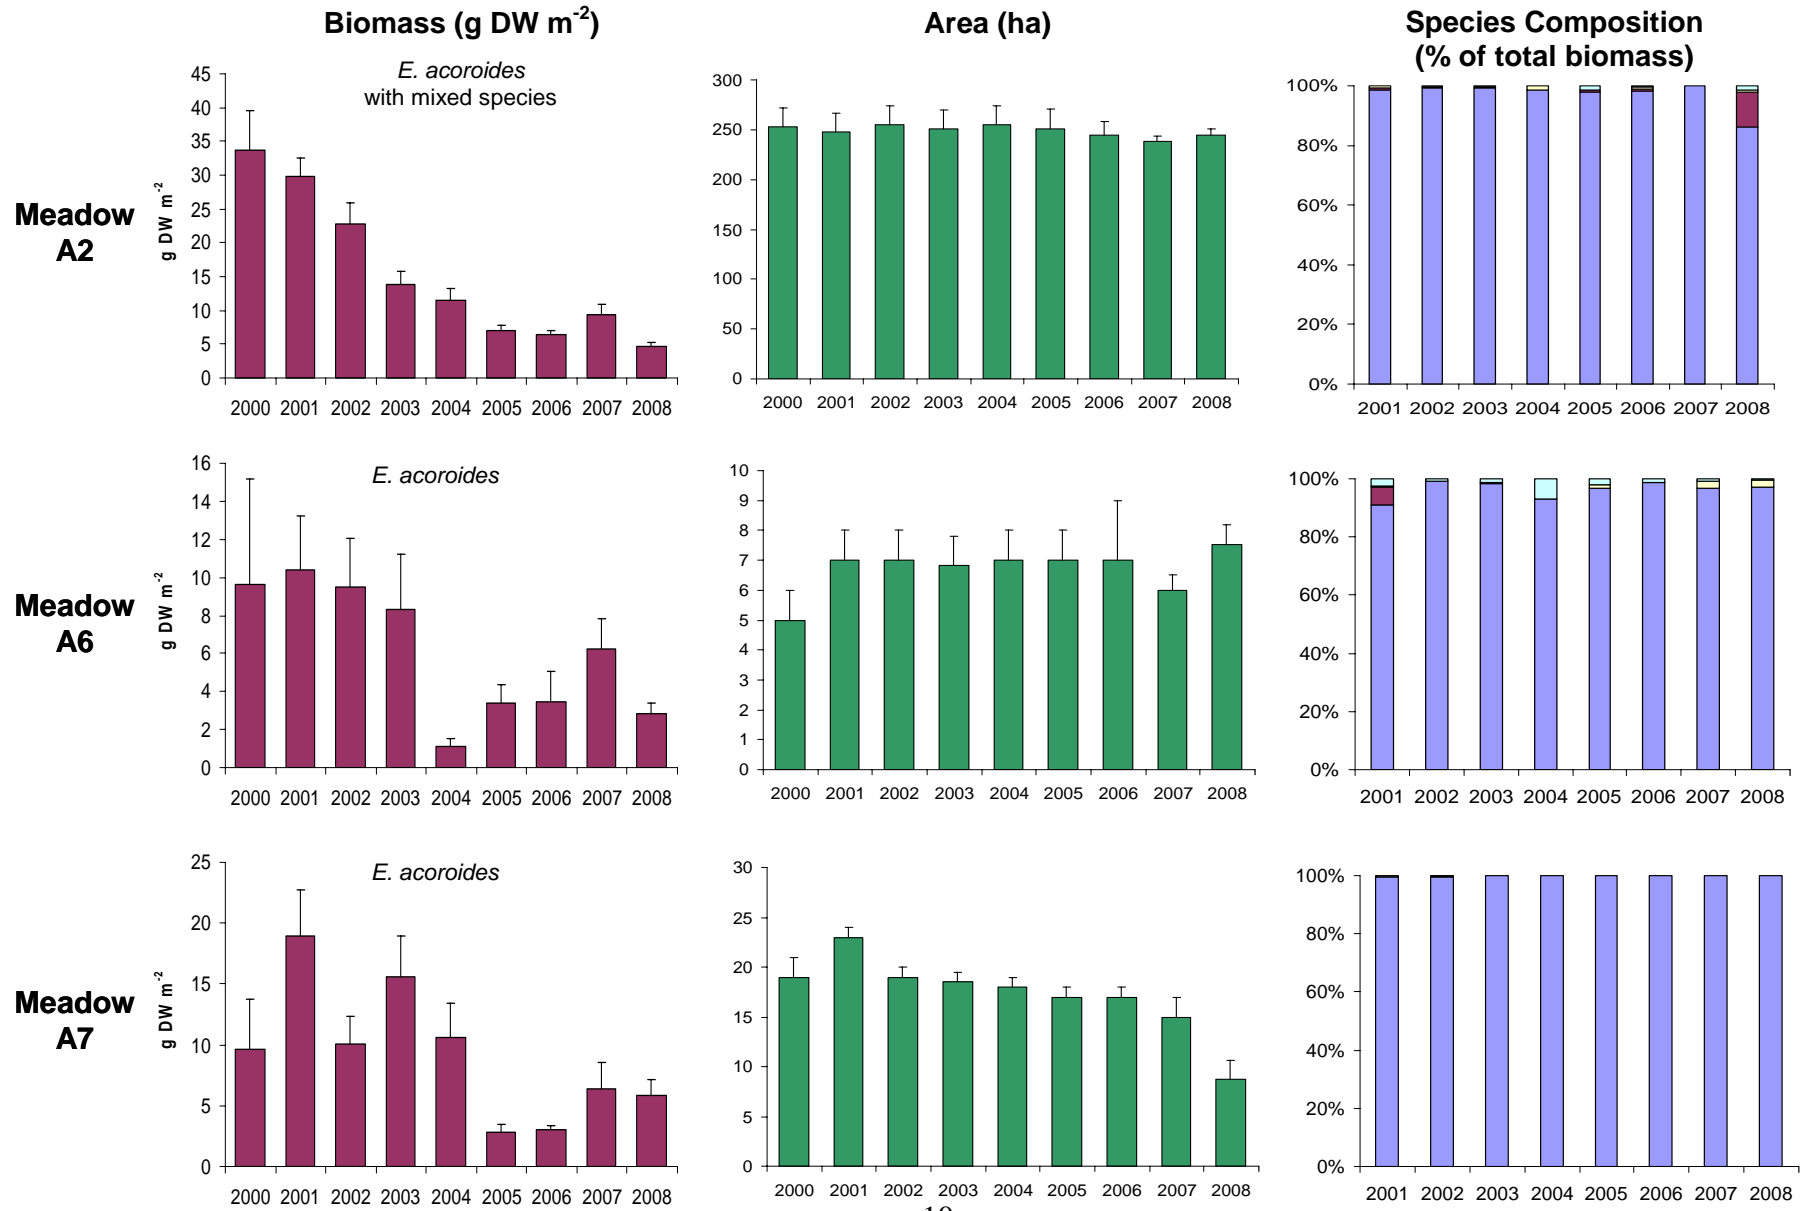 Biomass (g DW m-2)
Area (ha)
Species Composition
(% of total biomass)
Meadow
A2
g DW m-2
E. acoroides
with mixed species
45
40
35
30
25
20
15
10
5
0
2000 2001 2002 2003 2004 2005 2006 2007 2008
300
250
200
150
100
50
0
2000 2001 2002 2003 2004 2005 2006 2007 2008
100%
80%
60%
40%
20%
0%
2001 2002 2003 2004 2005 2006 2007 2008
Meadow
A6
g DW m-2
E. acoroides
16
14
12
10
8
6
4
2
0
2000 2001 2002 2003 2004 2005 2006 2007 2008
10
9
8
7
6
5
4
3
2
1
0
2000 2001 2002 2003 2004 2005 2006 2007 2008
100%
80%
60%
40%
20%
0%
2001 2002 2003 2004 2005 2006 2007 2008
Meadow
A7
g DW m-2
E. acoroides
25
20
15
10
5
0
2000 2001 2002 2003 2004 2005 2006 2007 2008
30
25
20
15
10
5
0
2000 2001 2002 2003 2004 2005 2006 2007 2008
100%
80%
60%
40%
20%
0%
2001 2002 2003 2004 2005 2006 2007 2008